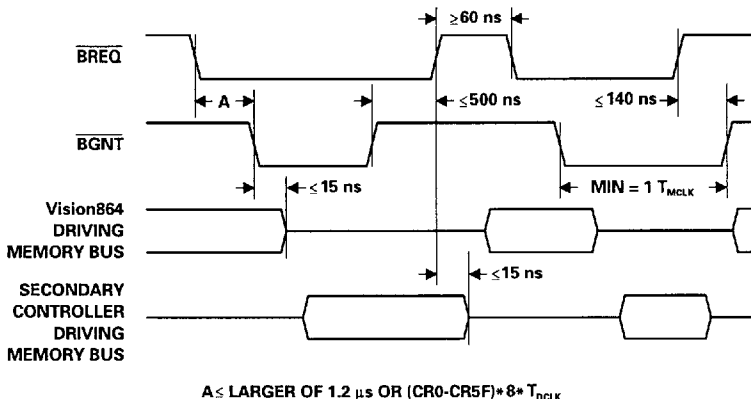 ≥60 ns
BREQ
A
≤500 ns
≤140 ns
BGNT
≤15 ns
MIN = 1 TMCLK
Vision864
DRIVING
MEMORY BUS
≤15 ns
SECONDARY
CONTROLLER
DRIVING
MEMORY BUS
A≤ LARGER OF 1.2 µs OR (CR0-CR5F)*8* TDCLK